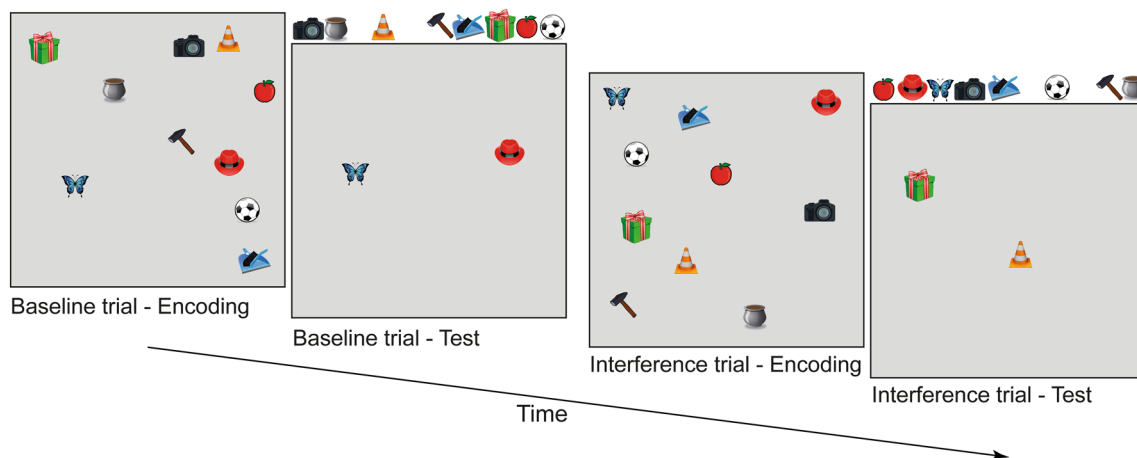 Baseline trial - Encoding
Baseline trial - Test
Interference trial - Encoding
Interference trial - Test
Time